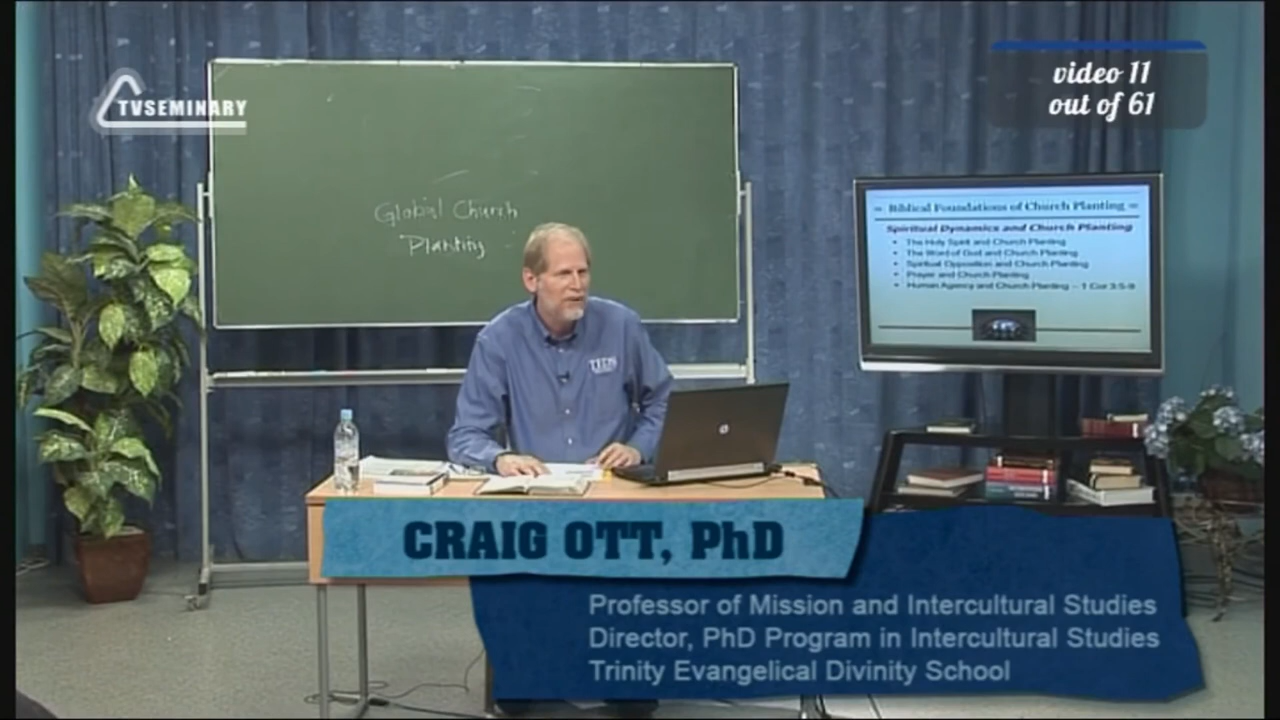 TVSEMINARY
video 11
out of 61
Global Church
Planting
Biblical Foundations of Church Planting
Spiritual Dynamics and Church Planting
• The Holy Spirit and Church Planting
• The Word of God and Church Planting
• Spiritual Opposition and Church Planting
• Prayer and Church Planting
• Human Agency and Church Planting – 1 Cor 3:5-9
TEDS
CRAIG OTT, PhD
Professor of Mission and Intercultural Studies
Director, PhD Program in Intercultural Studies
Trinity Evangelical Divinity School